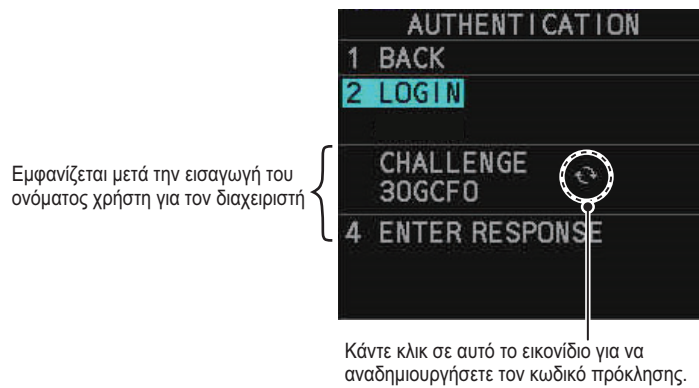 AUTHENTICATION
1 BACK
2 LOGIN
Εμφανίζεται μετά την εισαγωγή του
ονόματος χρήστη για τον διαχειριστή
CHALLENGE
30GCF0
4 ENTER RESPONSE
Κάντε κλικ σε αυτό το εικονίδιο για να
αναδημιουργήσετε τον κωδικό πρόκλησης.